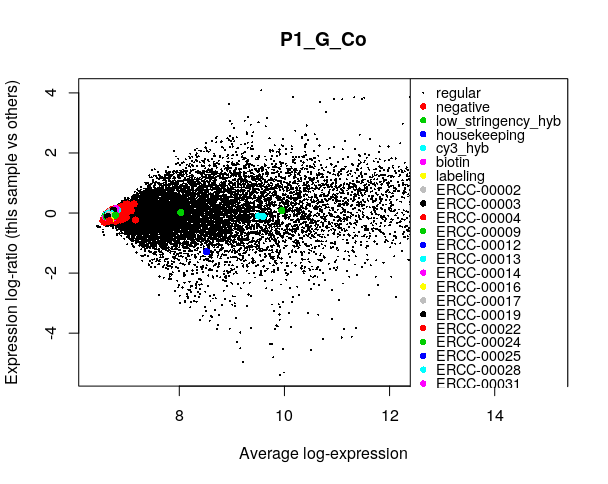 P1_G_Co
Expression log-ratio (this sample vs others)
4
2
0
-2
-4
8
10
12
14
Average log-expression
regular
negative
low_stringency_hyb
housekeeping
cy3_hyb
biotin
labeling
ERCC-00002
ERCC-00003
ERCC-00004
ERCC-00009
ERCC-00012
ERCC-00013
ERCC-00014
ERCC-00016
ERCC-00017
ERCC-00019
ERCC-00022
ERCC-00024
ERCC-00025
ERCC-00028
ERCC-00031